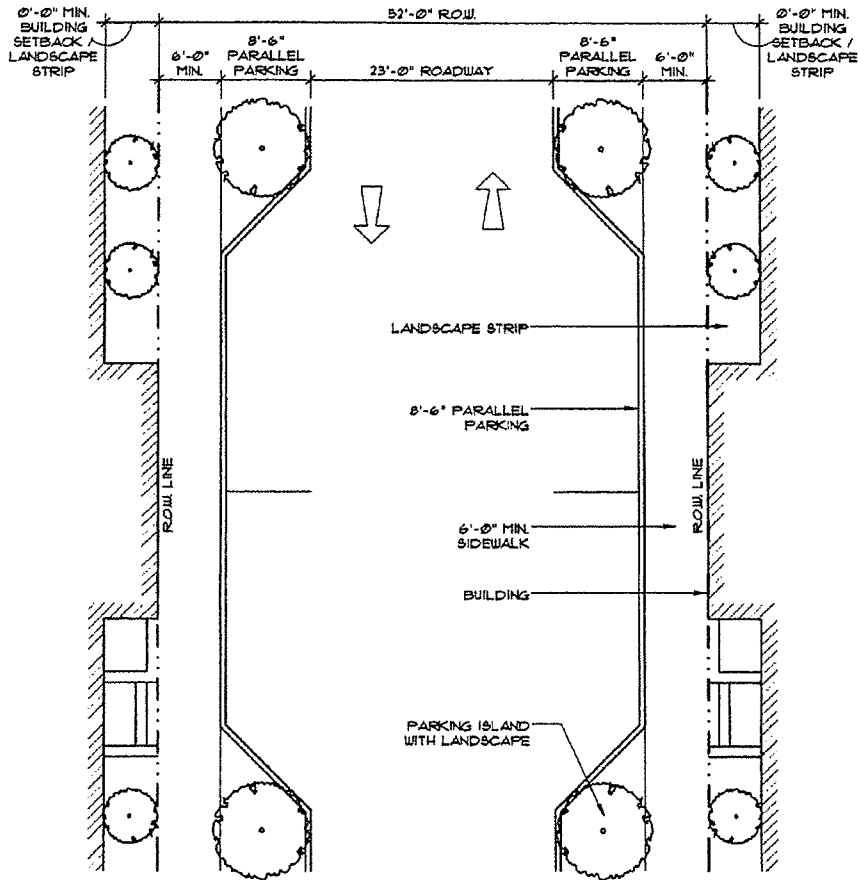 0'-0" MIN.
BUILDING
SETBACK /
LANDSCAPE
STRIP
52'-0" R.O.W.
0'-0" MIN.
BUILDING
SETBACK /
LANDSCAPE
STRIP
6'-0"
MIN.
8'-6"
PARALLEL
PARKING
23'-0" ROADWAY
8'-6"
PARALLEL
PARKING
6'-0"
MIN.
LANDSCAPE STRIP
8'-6" PARALLEL
PARKING
R.O.W. LINE
R.O.W. LINE
6'-0" MIN.
SIDEWALK
BUILDING
PARKING ISLAND
WITH LANDSCAPE